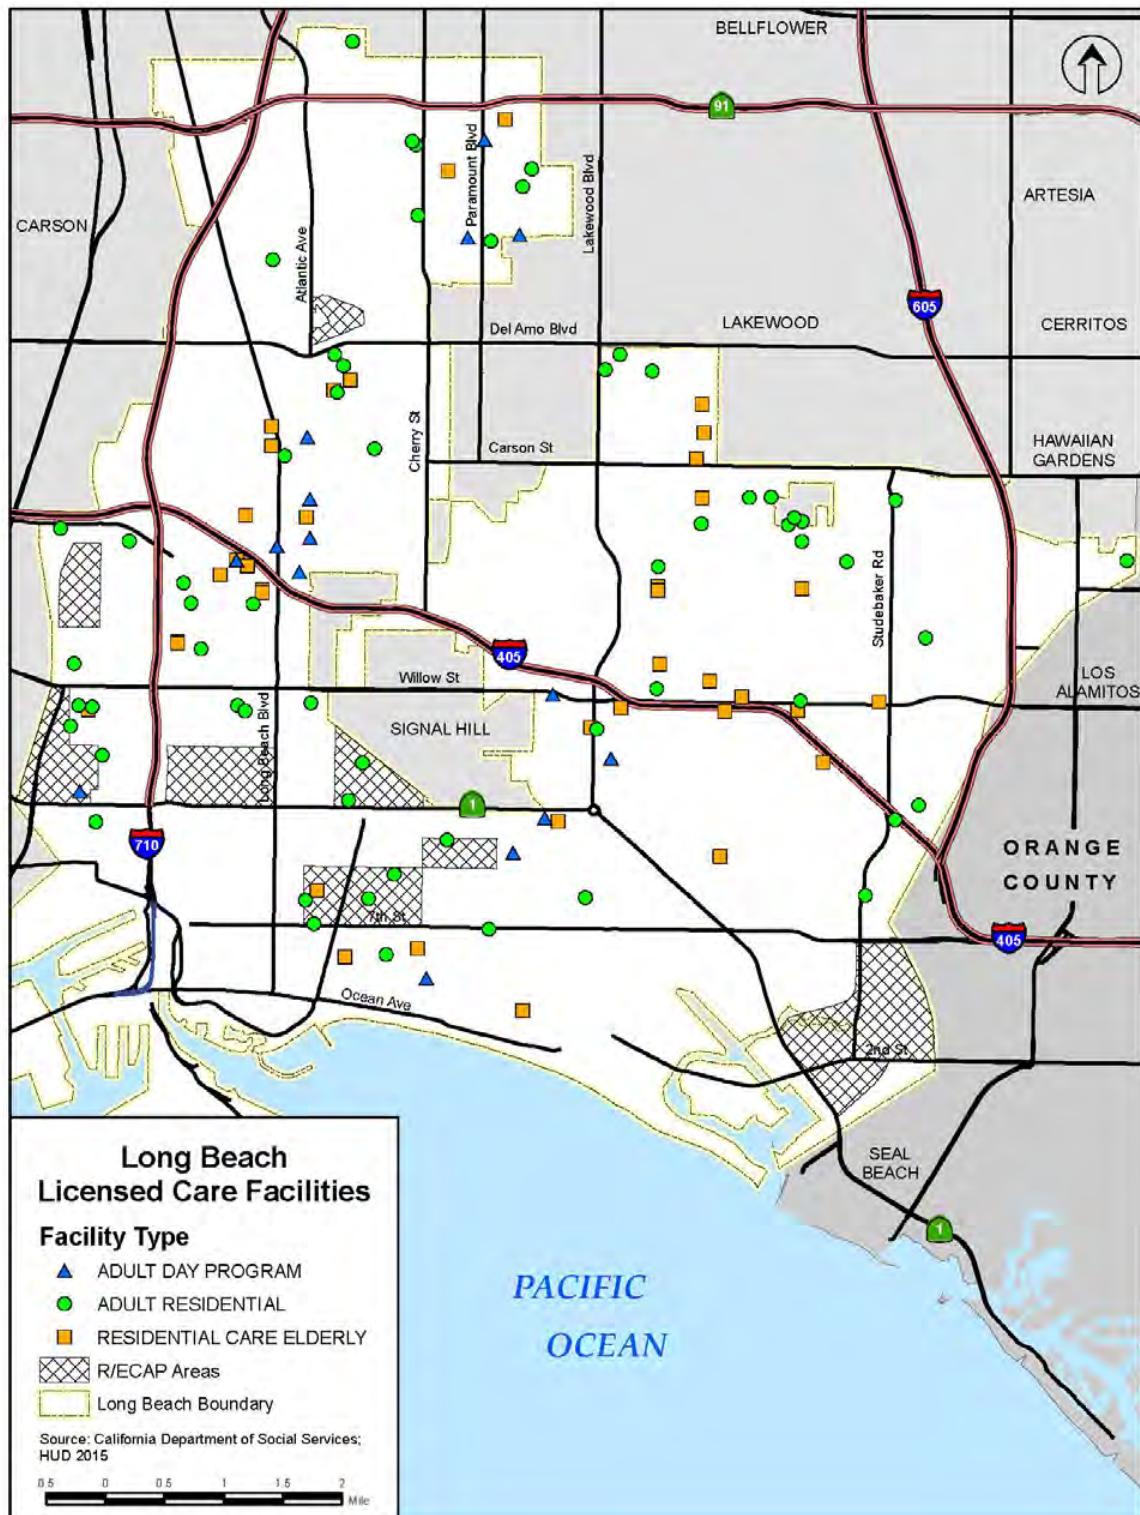 BELLFLOWER
91
Paramount Blvd
Lakewood Blvd
ARTESIA
CARSON
Atlantic Ave
605
Del Amo Blvd
LAKEWOOD
CERRITOS
Cherry St
Carson St
HAWAIIAN
GARDENS
Studebaker Rd
405
Willow St
LOS
ALAMITOS
Long Beach Blvd
SIGNAL HILL
1
710
ORANGE
COUNTY
7th St
405
Ocean Ave
2nd St
SEAL
BEACH
1
PACIFIC
OCEAN
Long Beach
Licensed Care Facilities
Facility Type
ADULT DAY PROGRAM
ADULT RESIDENTIAL
RESIDENTIAL CARE ELDERLY
R/ECAP Areas
Long Beach Boundary
Source: California Department of Social Services;
HUD 2015
0.5 0 0.5 1 1.5 2
Mile